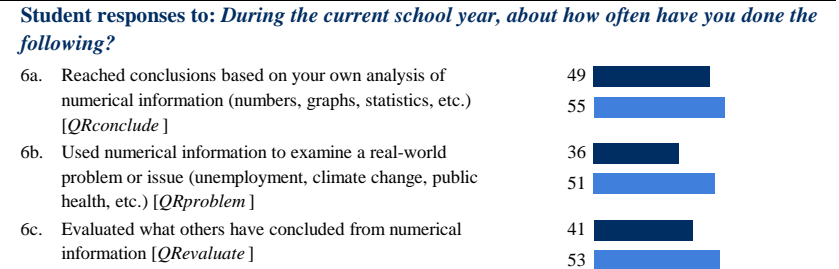 Student responses to: During the current school year, about how often have you done the
following?
6a. Reached conclusions based on your own analysis of 49
numerical information (numbers, graphs, statistics, etc.) 55
[QRconclude]
6b. Used numerical information to examine a real-world 36
problem or issue (unemployment, climate change, public 51
health, etc.) [QRproblem]
6c. Evaluated what others have concluded from numerical 41
information [QRevaluate] 53